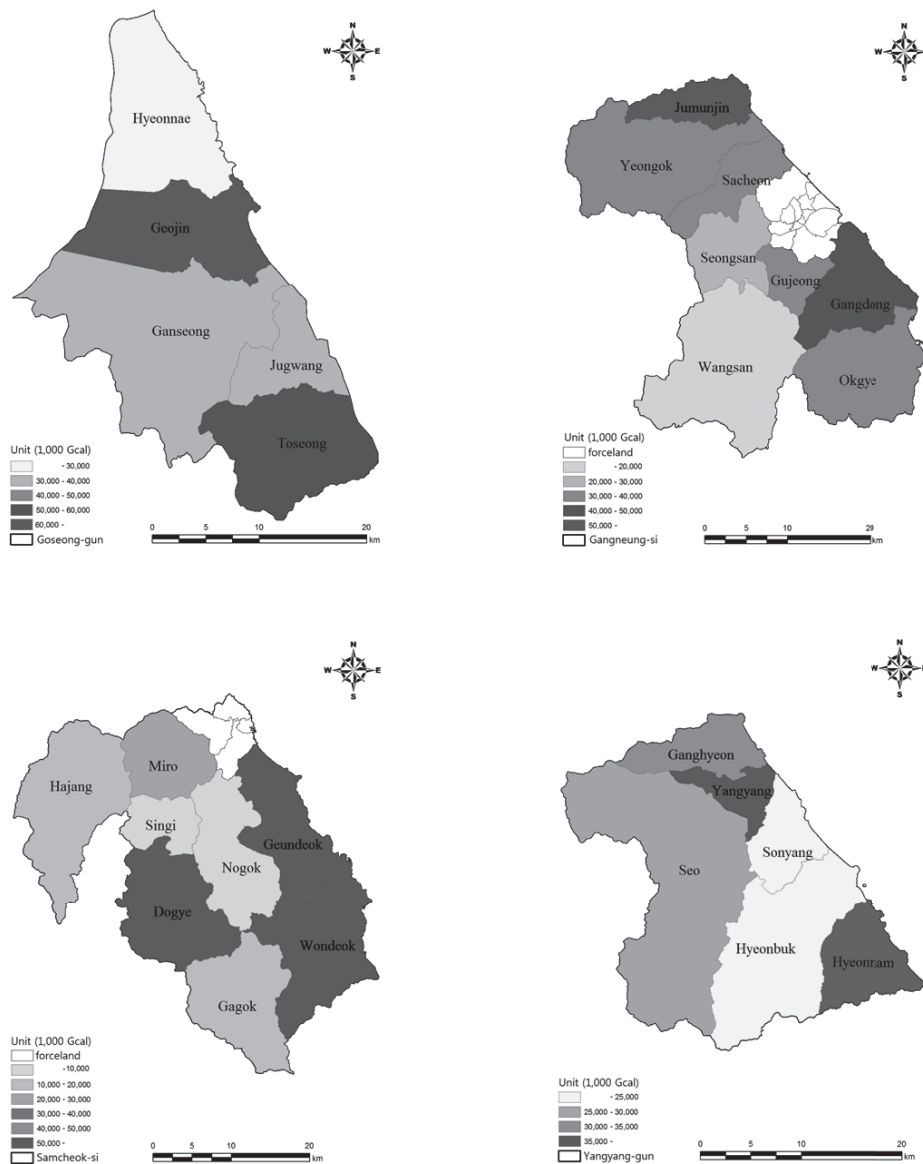 N
W E
S
Hyeonnae
Geojin
Ganseong
Jugwang
Toseong
Unit (1,000 Gcal)
- 30,000
30,000 - 40,000
40,000 - 50,000
50,000 - 60,000
60,000 -
Goseong-gun
0 5 10 20
km
N
W E
S
Jumunjin
Yeongok
Sacheon
Seongsan
Gujeong
Gangdong
Wangsan
Okgye
Unit (1,000 Gcal)
forceland
-20,000
20,000 - 30,000
30,000 - 40,000
40,000 - 50,000
50,000 -
Gangneung-si
0 5 10 20
km
N
W E
S
Hajang
Miro
Singi
Geundeok
Nogok
Dogye
Wondeok
Gagok
Unit (1,000 Gcal)
forceland
-10,000
10,000 - 20,000
20,000 - 30,000
30,000 - 40,000
40,000 - 50,000
50,000 -
Samcheok-si
0 5 10 20
km
N
W E
S
Ganghyeon
Yangyang
Sonyang
Seo
Hyeonbuk
Hyeonnam
Unit (1,000 Gcal)
- 25,000
25,000 - 30,000
30,000 - 35,000
35,000 -
Yangyang-gun
0 5 10 20
km